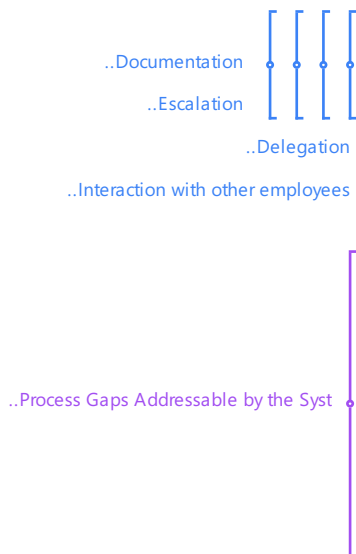 ..Documentation
..Escalation
..Delegation
..Interaction with other employees
..Process Gaps Addressable by the Syst